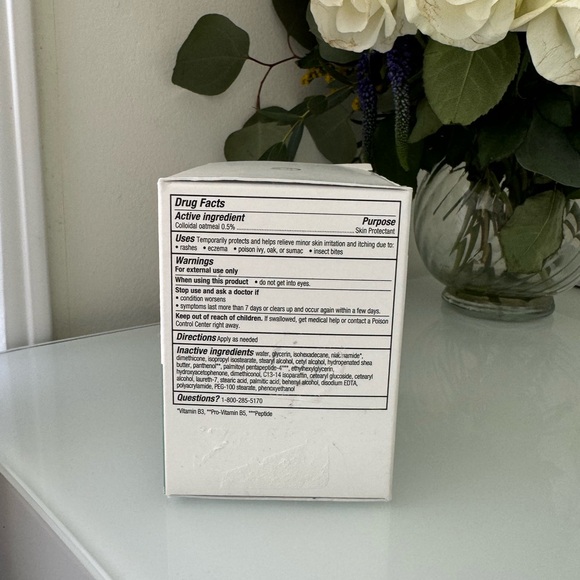 Drug Facts
Active ingredient Purpose
Colloidal oatmeal 0.5% Skin Protectant
Uses Temporarily protects and helps relieve minor skin irritation and itching due to:
• rashes • eczema • poison ivy, oak, or sumac • insect bites
Warnings
For external use only
When using this product • do not get into eyes.
Stop use and ask a doctor if
• condition worsens
• symptoms last more than 7 days or clears up and occur again within a few days.
Keep out of reach of children. If swallowed, get medical help or contact a Poison
Control Center right away.
Directions Apply as needed
Inactive ingredients water, glycerin, isohexadecane, niacinamide*,
dimethicone, isopropyl isostearate, stearyl alcohol, cetyl alcohol, hydrogenated shea
butter, panthenol**, palmitoyl pentapeptide-4***, ethylhexylglycerin,
hydroxyacetophenone, dimethiconol, C13-14 isoparaffin, cetearyl glucoside, cetearyl
alcohol, laureth-7, stearic acid, palmitic acid, behenyl alcohol, disodium EDTA,
polyacrylamide, PEG-100 stearate, phenoxyethanol
Questions? 1-800-285-5170
*Vitamin B3, **Pro-Vitamin B5, ***Peptide